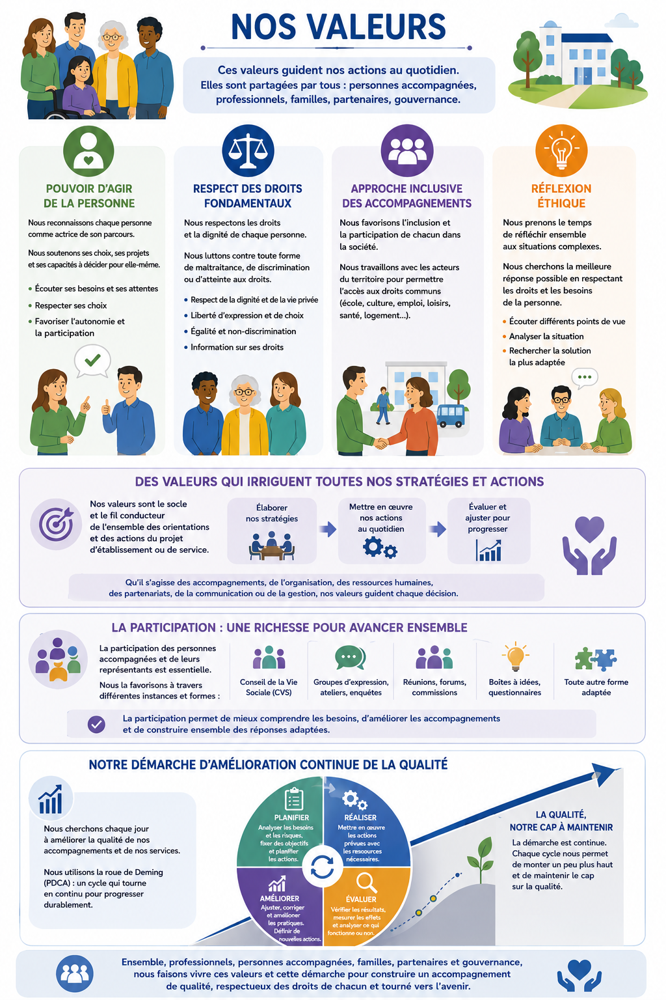 NOS VALEURS
Ces valeurs guident nos actions au quotidien.
Elles sont partagées par tous : personnes accompagnées,
professionnels, familles, partenaires, gouvernance.
POUVOIR D'AGIR
DE LA PERSONNE
Nous reconnaissons chaque personne
comme actrice de son parcours.
Nous soutenons ses choix, ses projets
et ses capacités à décider pour elle-même.
• Écouter ses besoins et ses attentes
• Respecter ses choix
• Favoriser l'autonomie et
la participation
RESPECT DES DROITS
FONDAMENTAUX
Nous respectons les droits
et la dignité de chaque personne.
Nous luttons contre toute forme
de maltraitance, de discrimination
ou d'atteinte aux droits.
• Respect de la dignité et de la vie privée
• Liberté d'expression et de choix
• Égalité et non-discrimination
• Information sur ses droits
APPROCHE INCLUSIVE
DES ACCOMPAGNEMENTS
Nous favorisons l'inclusion et
la participation de chacun dans
la société.
Nous travaillons avec les acteurs
du territoire pour permettre
l'accès aux droits communs
(école, culture, emploi, loisirs,
santé, logement...).
RÉFLEXION
ÉTHIQUE
Nous prenons le temps
de réfléchir ensemble
aux situations complexes.
Nous cherchons la meilleure
réponse possible en respectant
les droits et les besoins
de la personne.
• Écouter différents points de vue
• Analyser la situation
• Rechercher la solution
la plus adaptée
DES VALEURS QUI IRRIGUENT TOUTES NOS STRATÉGIES ET ACTIONS
Nos valeurs sont le socle
et le fil conducteur
de l'ensemble des orientations
et des actions du projet
d'établissement ou de service.
Élaborer
nos stratégies
Mettre en œuvre
nos actions
au quotidien
Évaluer et
ajuster pour
progresser
Qu'il s'agisse des accompagnements, de l'organisation, des ressources humaines,
des partenariats, de la communication ou de la gestion, nos valeurs guident chaque décision.
LA PARTICIPATION : UNE RICHESSE POUR AVANCER ENSEMBLE
La participation des personnes
accompagnées et de leurs
représentants est essentielle.
Nous la favorisons à travers
différentes instances et formes :
Conseil de la Vie
Sociale (CVS)
Groupes d'expression,
ateliers, enquêtes
Réunions, forums,
commissions
Boîtes à idées,
questionnaires
Toute autre forme
adaptée
La participation permet de mieux comprendre les besoins, d'améliorer les accompagnements
et de construire ensemble des réponses adaptées.
NOTRE DÉMARCHE D'AMÉLIORATION CONTINUE DE LA QUALITÉ
Nous cherchons chaque jour
à améliorer la qualité de nos
accompagnements et de nos services.
Nous utilisons la roue de Deming
(PDCA) : un cycle qui tourne
en continu pour progresser
durablement.
PLANIFIER
Analyser les besoins
et les risques,
fixer des objectifs
et planifier
les actions.
RÉALISER
Mettre en œuvre
les actions
prévues avec
les ressources
nécessaires.
AMÉLIORER
Ajuster, corriger
et améliorer
les pratiques.
Définir de
nouvelles actions.
ÉVALUER
Vérifier les résultats,
mesurer les effets
et analyser ce qui
fonctionne ou non.
LA QUALITÉ,
NOTRE CAP À MAINTENIR
La démarche est continue.
Chaque cycle nous permet
de monter un peu plus haut
et de maintenir le cap
sur la qualité.
Ensemble, professionnels, personnes accompagnées, familles, partenaires et gouvernance,
nous faisons vivre ces valeurs et cette démarche pour construire un accompagnement
de qualité, respectueux des droits de chacun et tourné vers l'avenir.